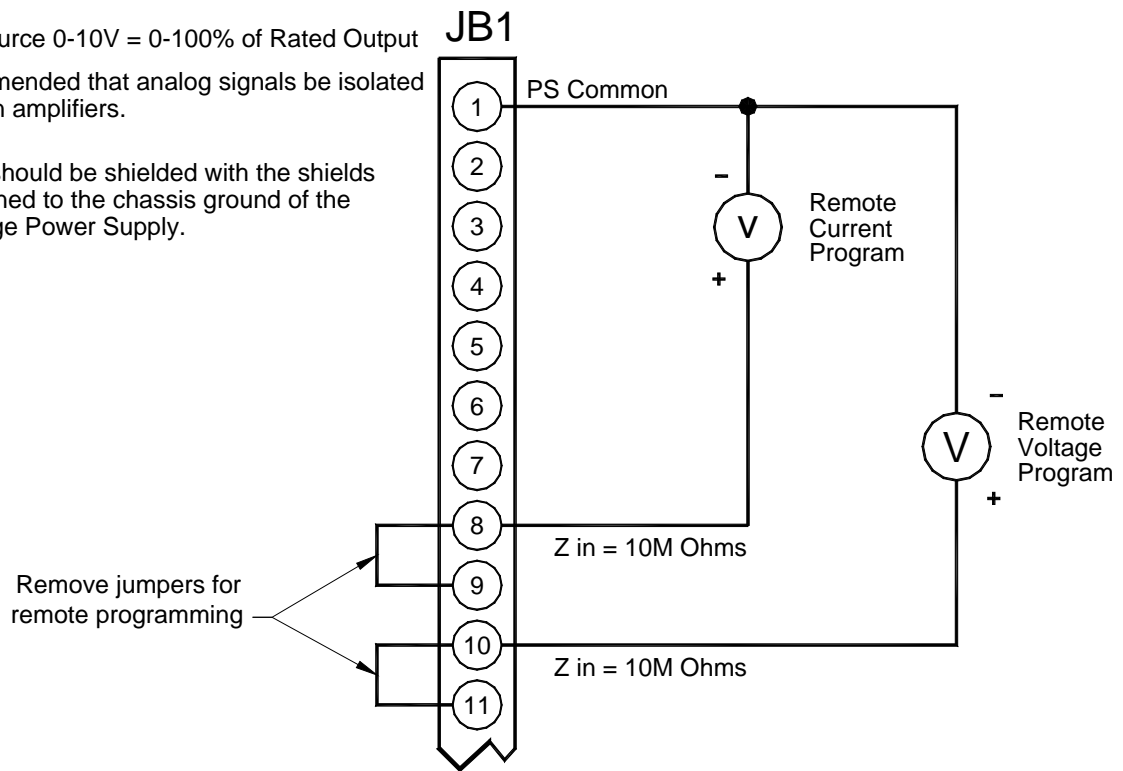 JB1
urce 0-10V = 0-100% of Rated Output
mended that analog signals be isolated
n amplifiers.
should be shielded with the shields
ned to the chassis ground of the
ge Power Supply.
1
PS Common
2
3
4
5
6
7
8
9
10
11
−
V
+
Remote
Current
Program
−
V
+
Remote
Voltage
Program
Z in = 10M Ohms
Z in = 10M Ohms
Remove jumpers for
remote programming